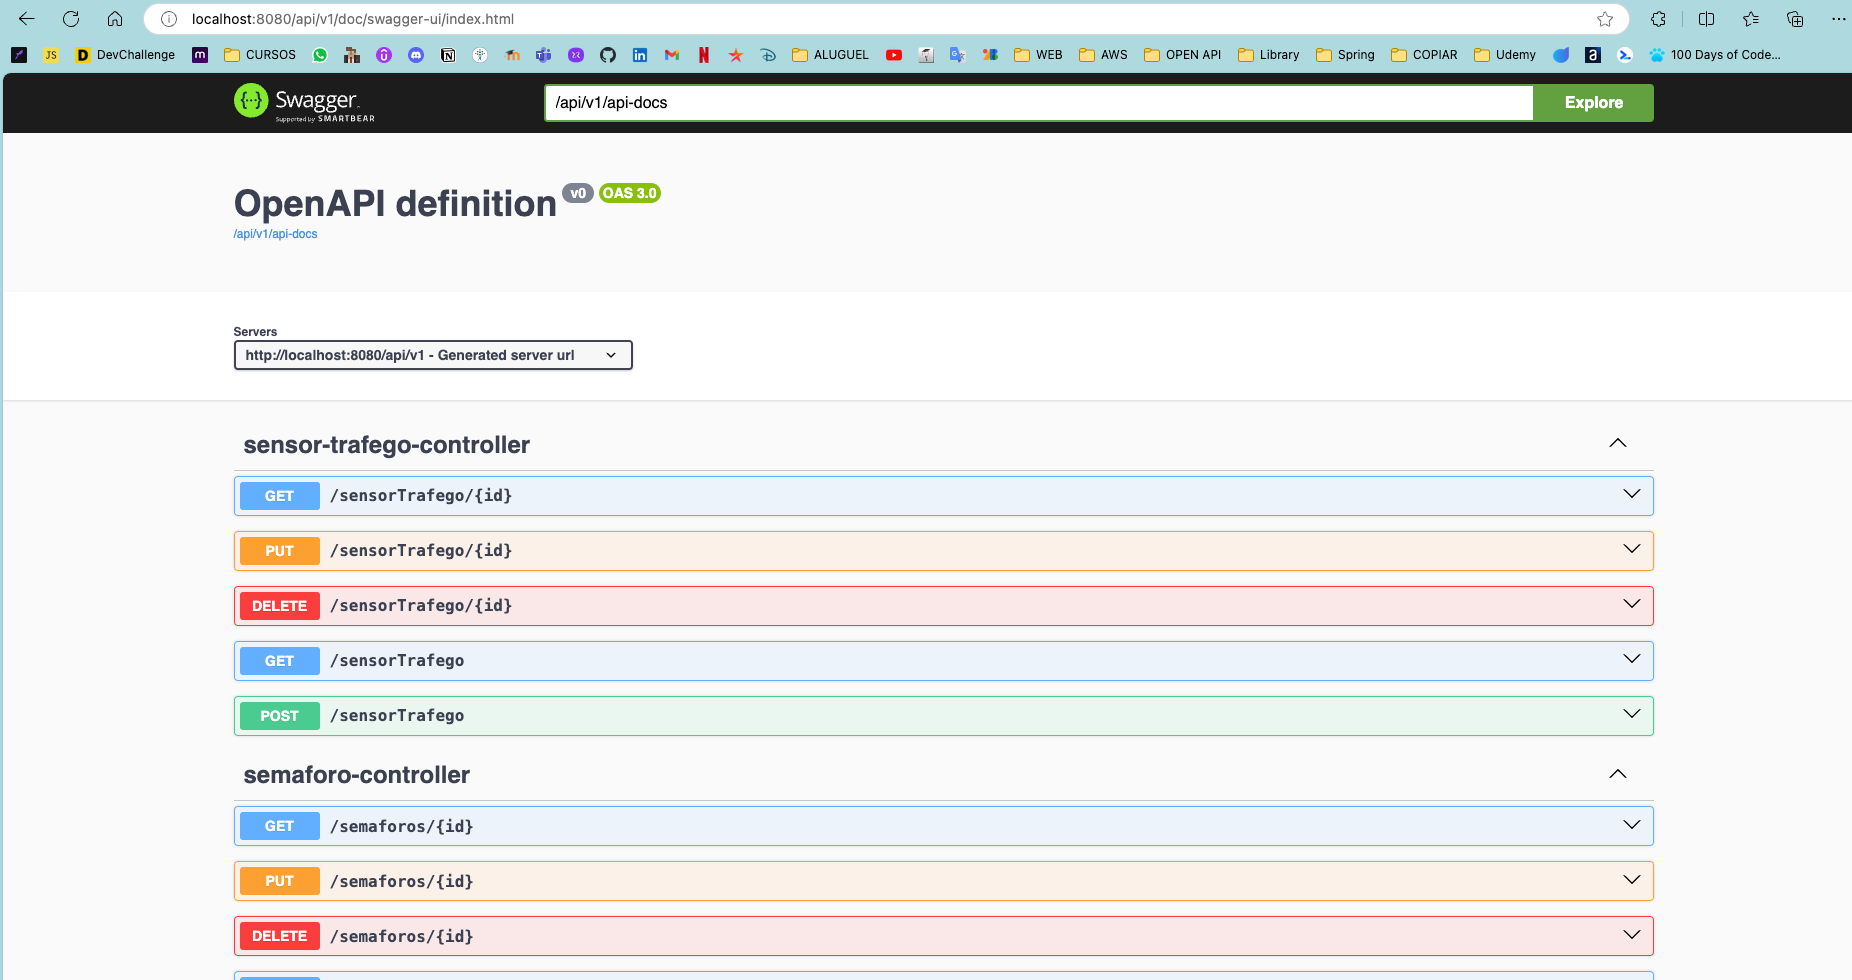 localhost:8080/api/v1/doc/swagger-ui/index.html
JS DevChallenge m CURSOS ALUGUEL WEB AWS OPEN API Library Spring COPIAR Udemy a 100 Days of Code...
Swagger
Supported by SMARTBEAR
/api/v1/api-docs
Explore
OpenAPI definition v0 OAS 3.0
/api/v1/api-docs
Servers
http://localhost:8080/api/v1 - Generated server url
sensor-trafego-controller
GET /sensorTrafego/{id}
PUT /sensorTrafego/{id}
DELETE /sensorTrafego/{id}
GET /sensorTrafego
POST /sensorTrafego
semaforo-controller
GET /semaforos/{id}
PUT /semaforos/{id}
DELETE /semaforos/{id}